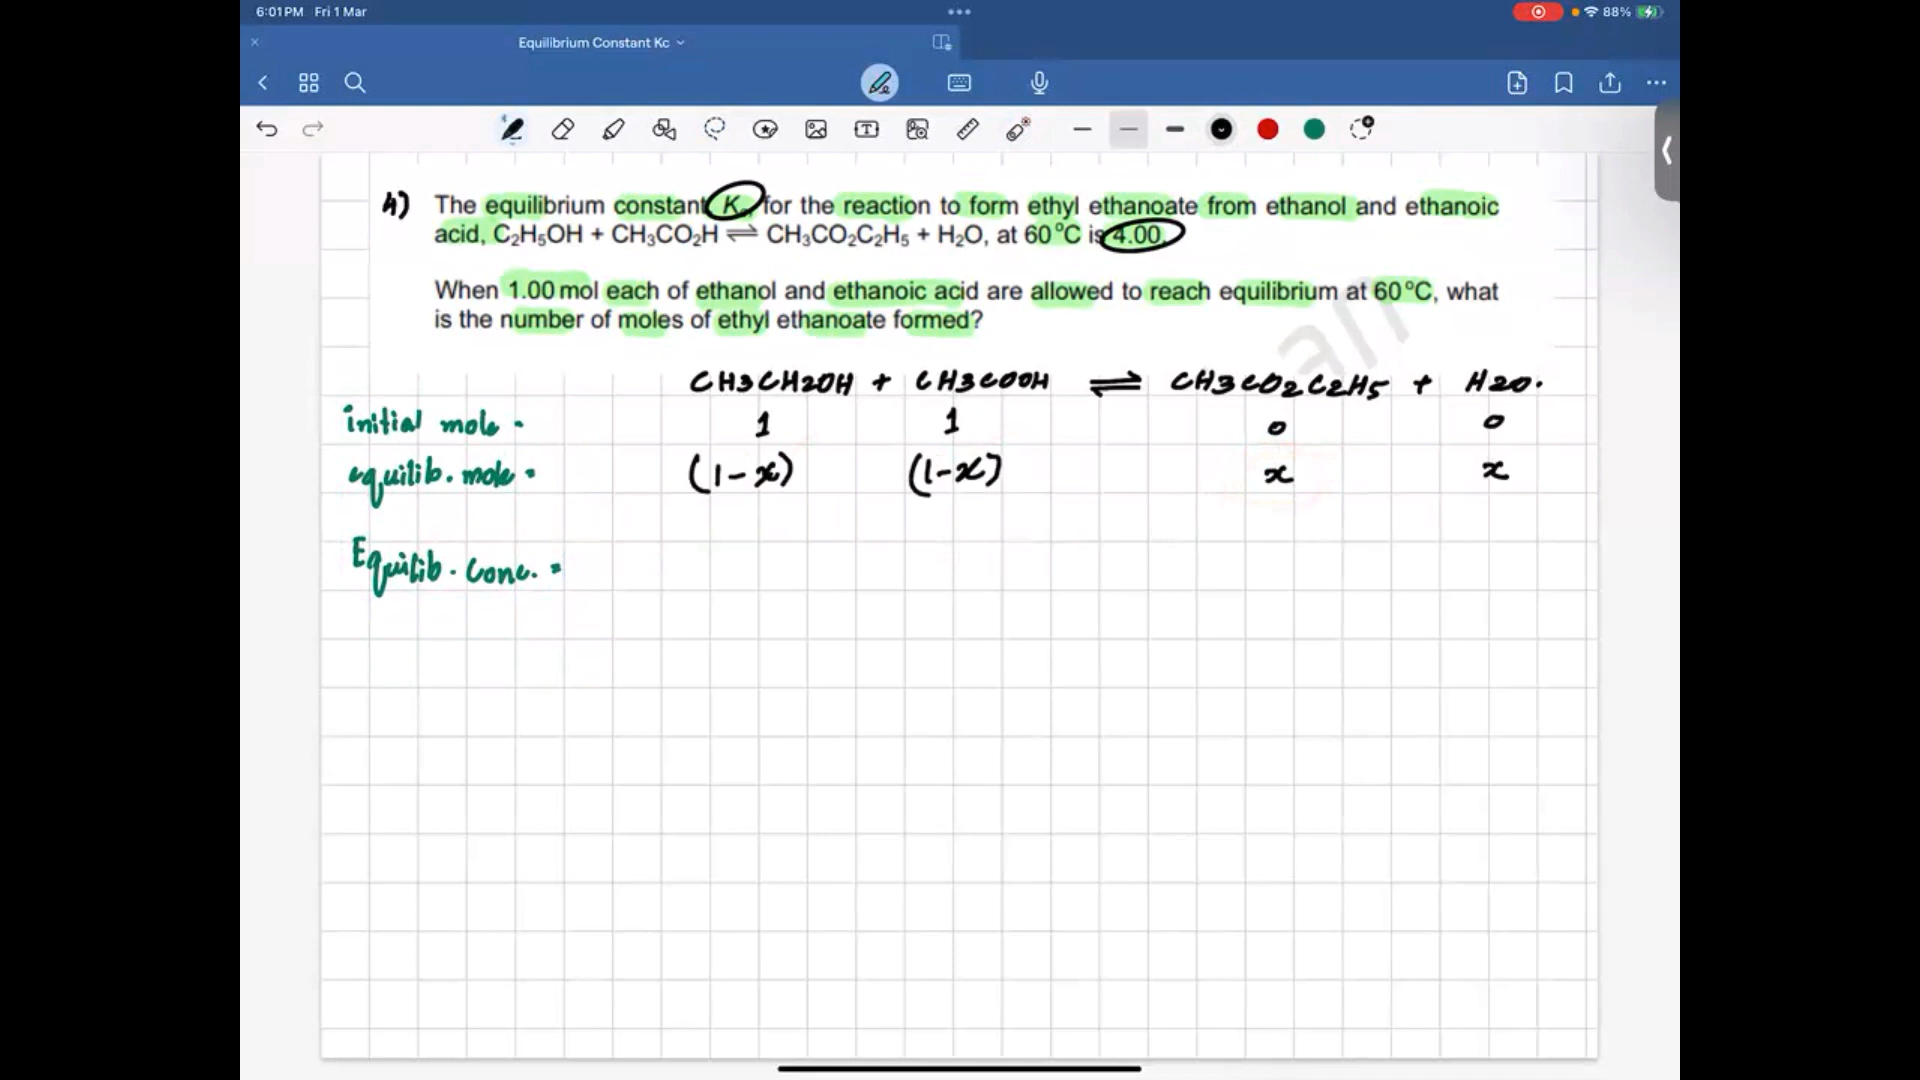 6:01 PM Fri 1 Mar
88%
Equilibrium Constant Kc
4) The equilibrium constant, Kc, for the reaction to form ethyl ethanoate from ethanol and ethanoic
acid, C₂H₅OH + CH₃CO₂H ⇌ CH₃CO₂C₂H₅ + H₂O, at 60 °C is 4.00.
When 1.00 mol each of ethanol and ethanoic acid are allowed to reach equilibrium at 60 °C, what
is the number of moles of ethyl ethanoate formed?
CH3CH2OH + CH3COOH ⇌ CH3CO2C2H5 + H2O.
initial mole - 1 1 0 0
equilib. mole - (1-x) (1-x) x x
Equilib. conc. =